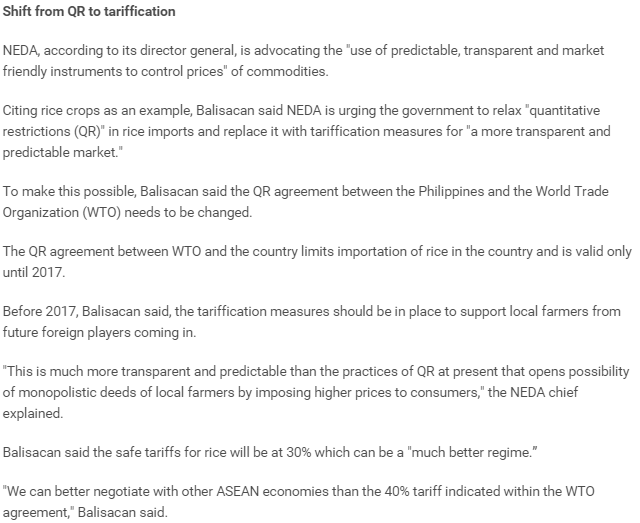 Shift from QR to tariffication
NEDA, according to its director general, is advocating the "use of predictable, transparent and market
friendly instruments to control prices" of commodities.
Citing rice crops as an example, Balisacan said NEDA is urging the government to relax "quantitative
restrictions (QR)" in rice imports and replace it with tariffication measures for "a more transparent and
predictable market."
To make this possible, Balisacan said the QR agreement between the Philippines and the World Trade
Organization (WTO) needs to be changed.
The QR agreement between WTO and the country limits importation of rice in the country and is valid only
until 2017.
Before 2017, Balisacan said, the tariffication measures should be in place to support local farmers from
future foreign players coming in.
"This is much more transparent and predictable than the practices of QR at present that opens possibility
of monopolistic deeds of local farmers by imposing higher prices to consumers," the NEDA chief
explained.
Balisacan said the safe tariffs for rice will be at 30% which can be a "much better regime.”
"We can better negotiate with other ASEAN economies than the 40% tariff indicated within the WTO
agreement," Balisacan said.